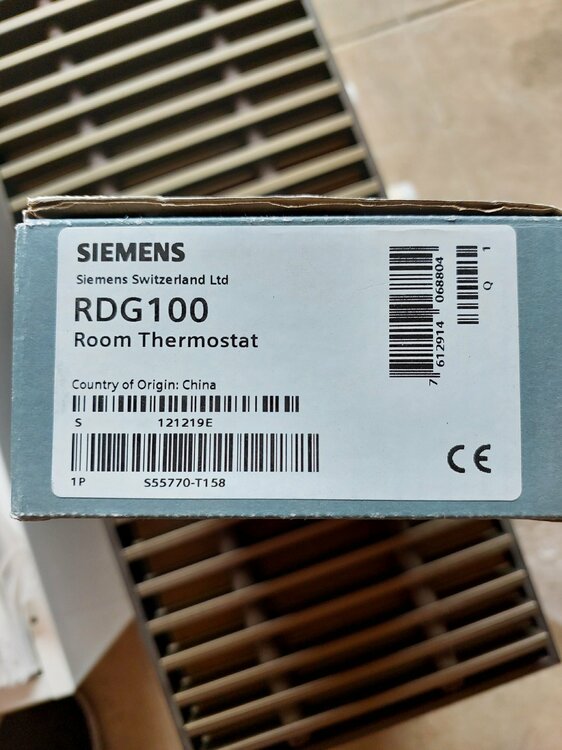 SIEMENS
Siemens Switzerland Ltd
RDG100
Room Thermostat
Country of Origin: China
S 121219E
1P S55770-T158
7 612914 068804
Q 1
CE